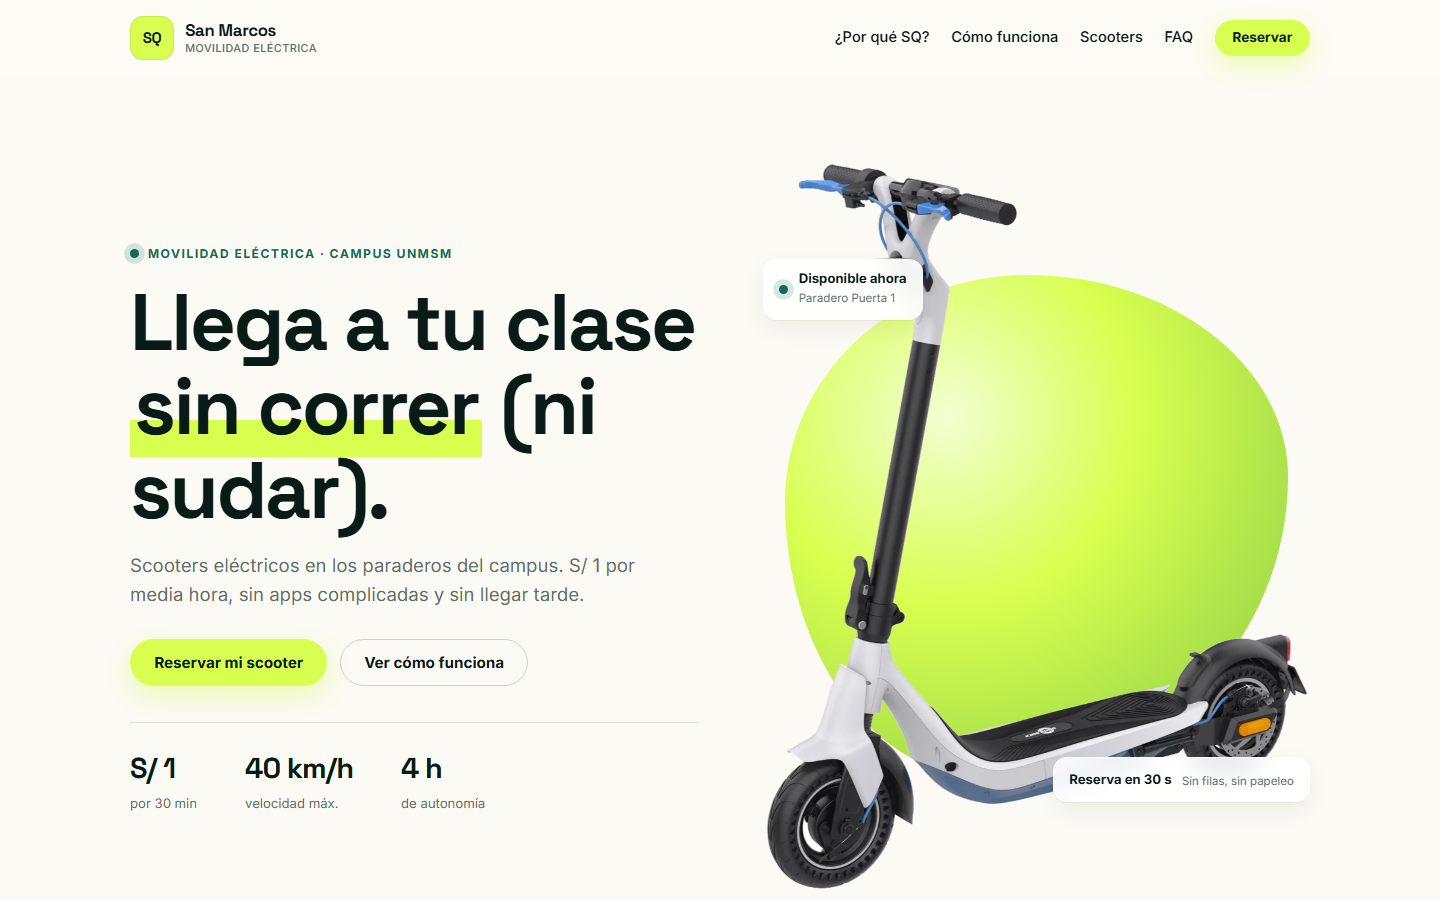 SQ
San Marcos
MOVILIDAD ELÉCTRICA
¿Por qué SQ?
Cómo funciona
Scooters
FAQ
Reservar
MOVILIDAD ELÉCTRICA · CAMPUS UNMSM
Llega a tu clase
sin correr (ni
sudar).
Scooters eléctricos en los paraderos del campus. S/ 1 por
media hora, sin apps complicadas y sin llegar tarde.
Reservar mi scooter
Ver cómo funciona
S/ 1
por 30 min
40 km/h
velocidad máx.
4 h
de autonomía
Disponible ahora
Paradero Puerta 1
Reserva en 30 s
Sin filas, sin papeleo